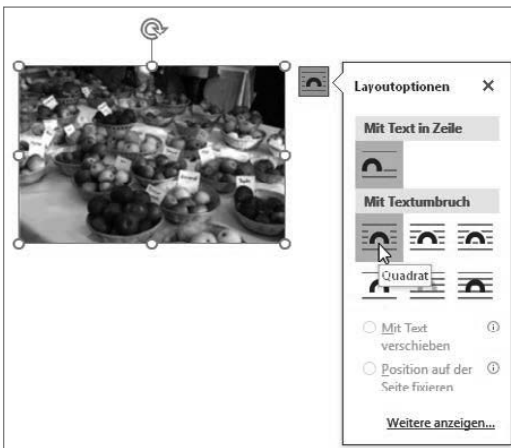 Layoutoptionen
Mit Text in Zeile
Mit Textumbruch
Quadrat
Mit Text
verschieben
Position auf der
Seite fixieren
Weitere anzeigen...